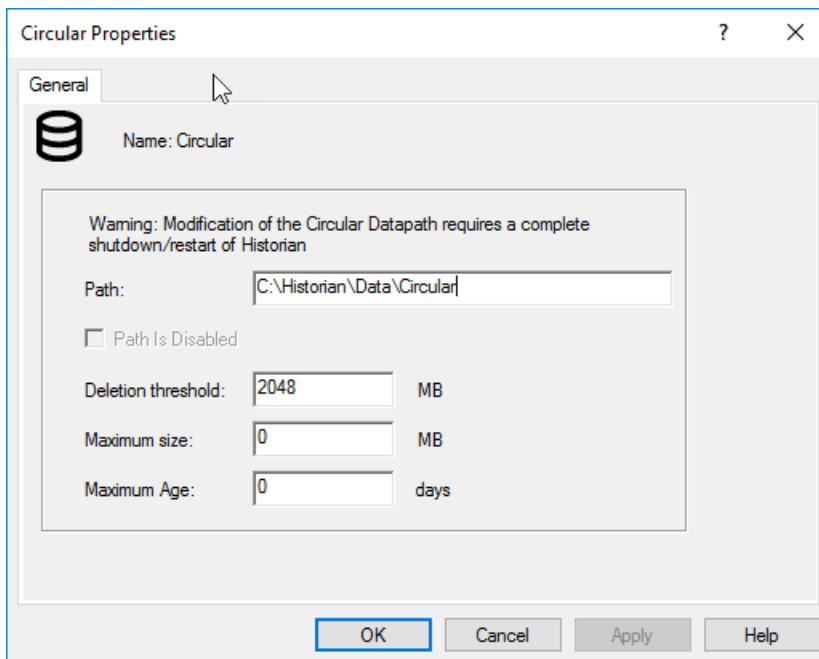 Circular Properties
?
General
Name: Circular
Warning: Modification of the Circular Datapath requires a complete
shutdown/restart of Historian
Path: C:\Historian\Data\Circular
Path Is Disabled
Deletion threshold: 2048 MB
Maximum size: 0 MB
Maximum Age: 0 days
OK Cancel Apply Help